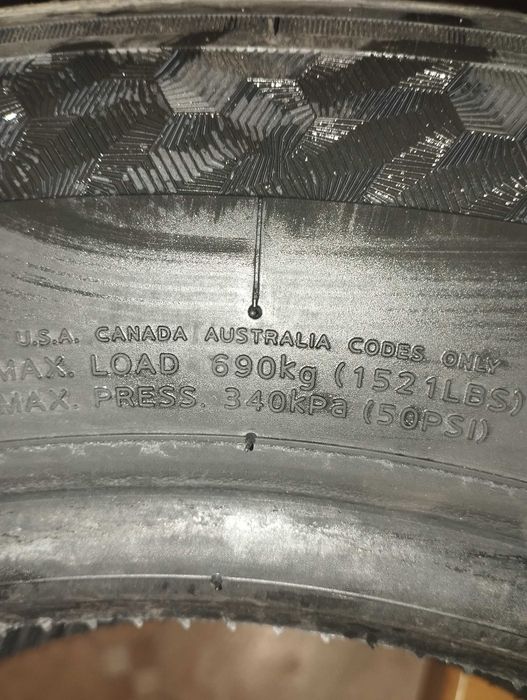 U.S.A. CANADA AUSTRALIA CODES ONLY
MAX. LOAD 690kg (1521LBS)
MAX. PRESS. 340kPa (50PSI)